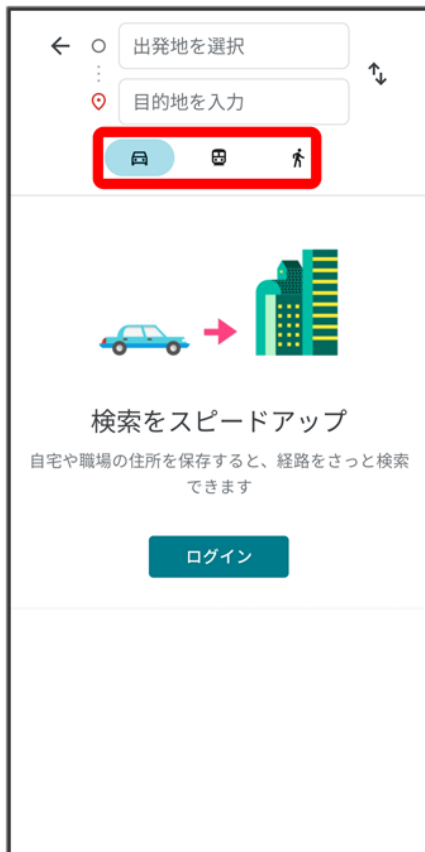 出発地を選択
目的地を入力
検索をスピードアップ
自宅や職場の住所を保存すると、経路をさっと検索
できます
ログイン